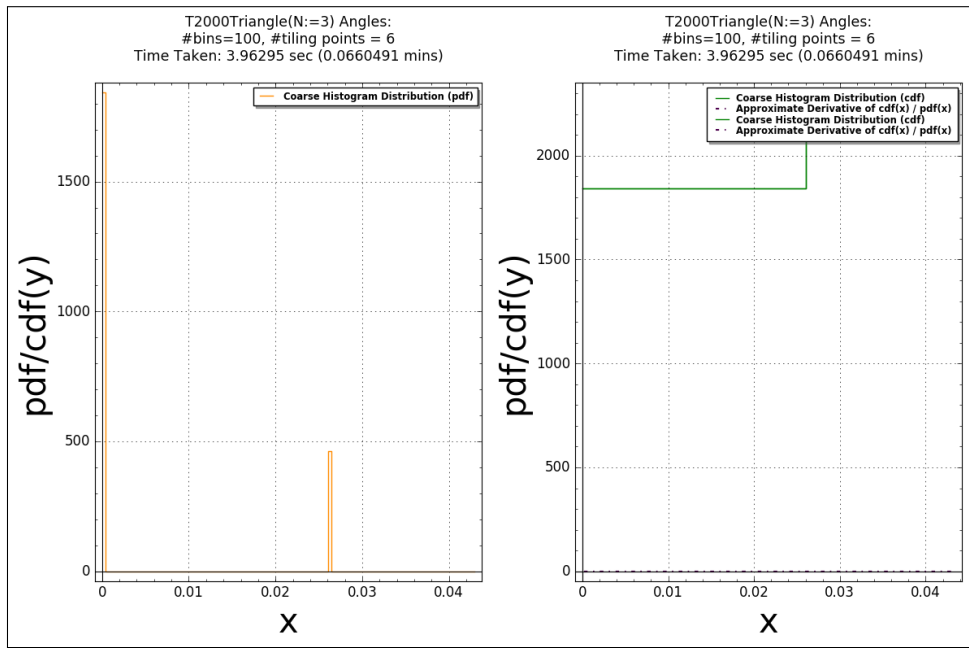 T2000Triangle(N:=3) Angles:
#bins=100, #tiling points = 6
Time Taken: 3.96295 sec (0.0660491 mins)
Coarse Histogram Distribution (pdf)
1500
1000
500
0
pdf/cdf(y)
0
0.01
0.02
0.03
0.04
x
T2000Triangle(N:=3) Angles:
#bins=100, #tiling points = 6
Time Taken: 3.96295 sec (0.0660491 mins)
Coarse Histogram Distribution (cdf)
Approximate Derivative of cdf(x) / pdf(x)
Coarse Histogram Distribution (cdf)
Approximate Derivative of cdf(x) / pdf(x)
2000
1500
1000
500
0
pdf/cdf(y)
0
0.01
0.02
0.03
0.04
x